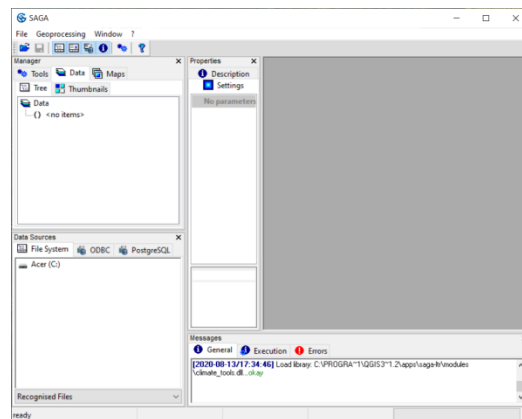 SAGA
File Geoprocessing Window ?
Manager
Tools Data Maps
Tree Thumbnails
Data
<no items>
Data Sources
File System ODBC PostgreSQL
Acer (C:)
Recognised Files
Properties
Description
Settings
No parameters
Messages
General Execution Errors
[2020-08-13/17:34:46] Load library: C:\PROGRA~1\QGIS3~1.2\apps\saga-ltr\modules
\climate_tools.dll...okay
ready